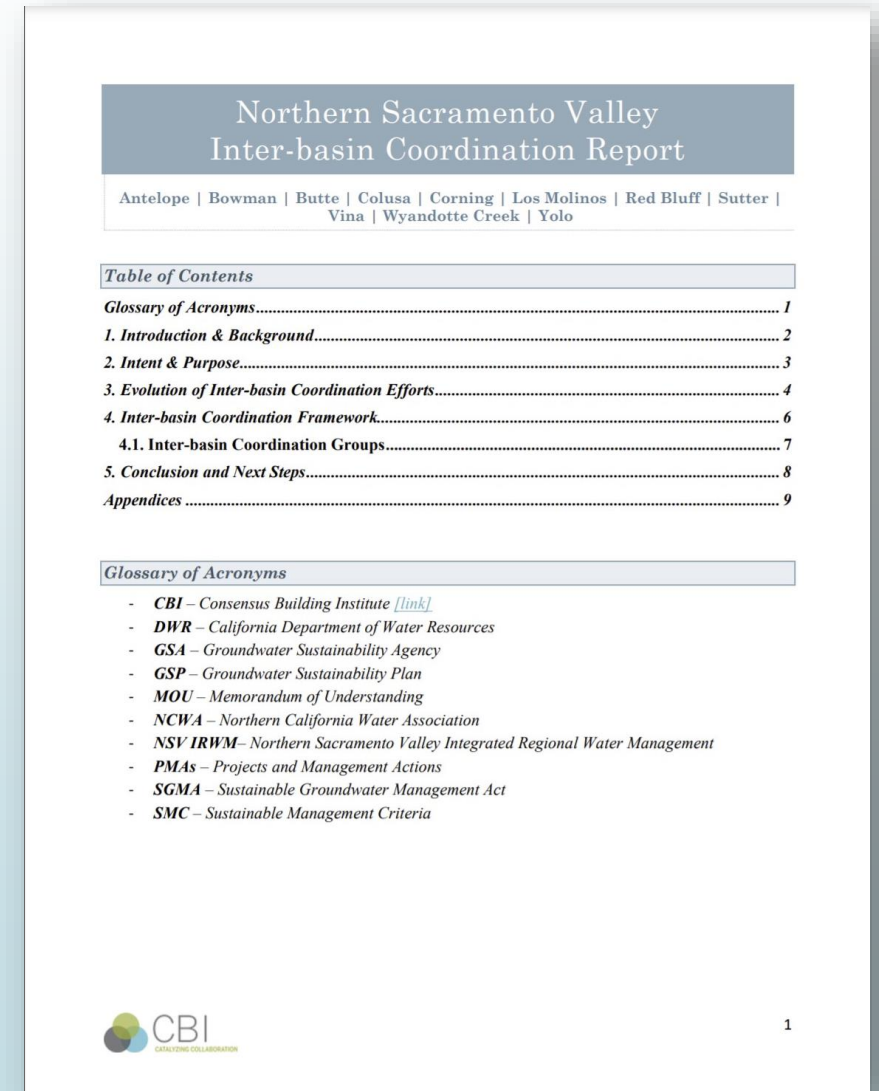 Northern Sacramento Valley
Inter-basin Coordination Report
Antelope | Bowman | Butte | Colusa | Corning | Los Molinos | Red Bluff | Sutter |
Vina | Wyandotte Creek | Yolo
Table of Contents
Glossary of Acronyms........................................................................ 1
1. Introduction & Background........................................................................ 2
2. Intent & Purpose........................................................................ 3
3. Evolution of Inter-basin Coordination Efforts........................................................................ 4
4. Inter-basin Coordination Framework........................................................................ 6
4.1. Inter-basin Coordination Groups........................................................................ 7
5. Conclusion and Next Steps........................................................................ 8
Appendices ........................................................................ 9
Glossary of Acronyms
- CBI – Consensus Building Institute [link]
- DWR – California Department of Water Resources
- GSA – Groundwater Sustainability Agency
- GSP – Groundwater Sustainability Plan
- MOU – Memorandum of Understanding
- NCWA – Northern California Water Association
- NSV IRWM– Northern Sacramento Valley Integrated Regional Water Management
- PMAs – Projects and Management Actions
- SGMA – Sustainable Groundwater Management Act
- SMC – Sustainable Management Criteria
CBI
CATALYZING COLLABORATION
1